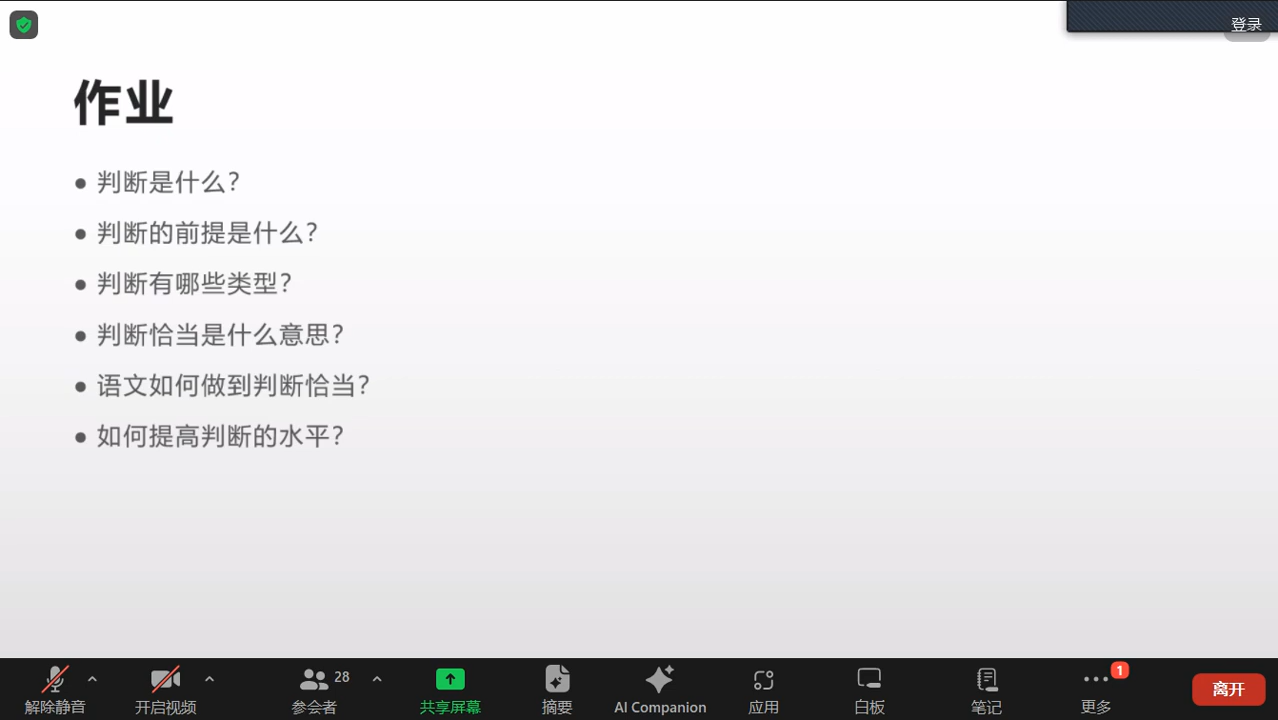 登录
作业
• 判断是什么？
• 判断的前提是什么？
• 判断有哪些类型？
• 判断恰当是什么意思？
• 语文如何做到判断恰当？
• 如何提高判断的水平？
28
1
解除静音
开启视频
参会者
共享屏幕
摘要
AI Companion
应用
白板
笔记
更多
离开